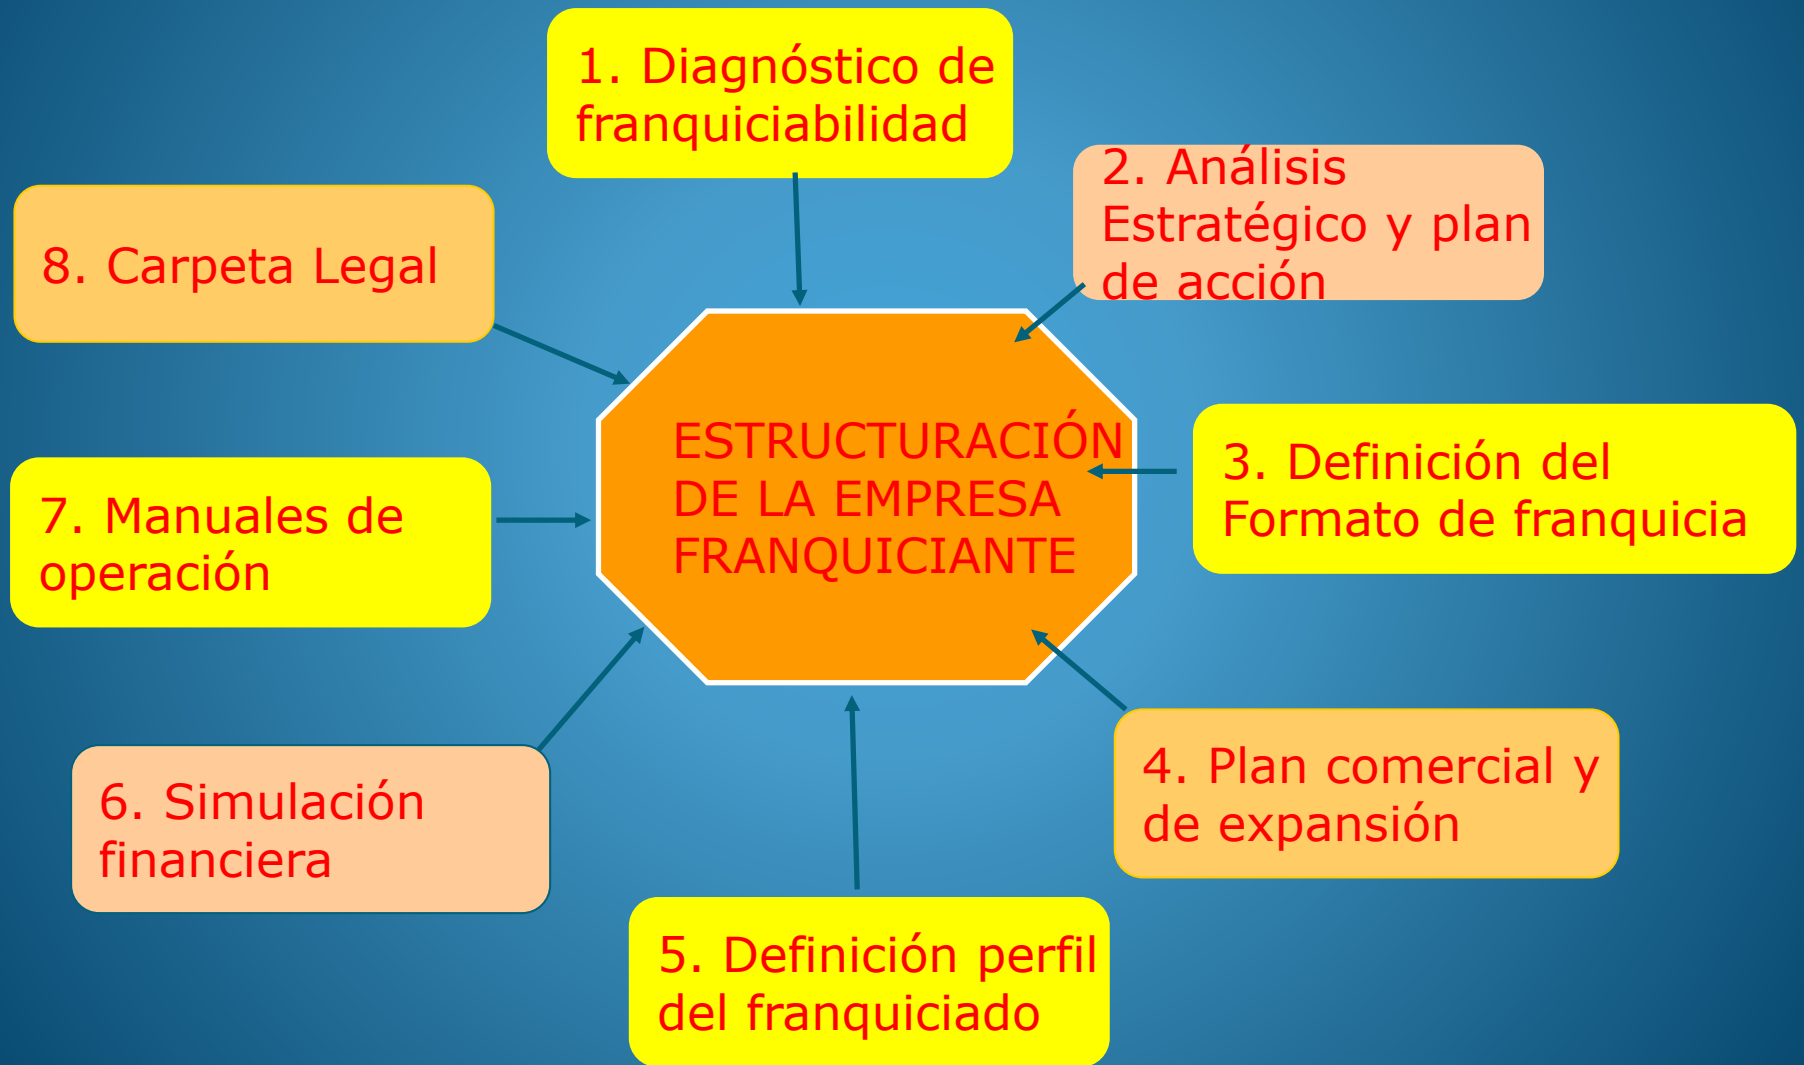 1. Diagnóstico de
franquiciabilidad
2. Análisis
Estratégico y plan
de acción
3. Definición del
Formato de franquicia
4. Plan comercial y
de expansión
5. Definición perfil
del franquiciado
6. Simulación
financiera
7. Manuales de
operación
8. Carpeta Legal
ESTRUCTURACIÓN
DE LA EMPRESA
FRANQUICIANTE